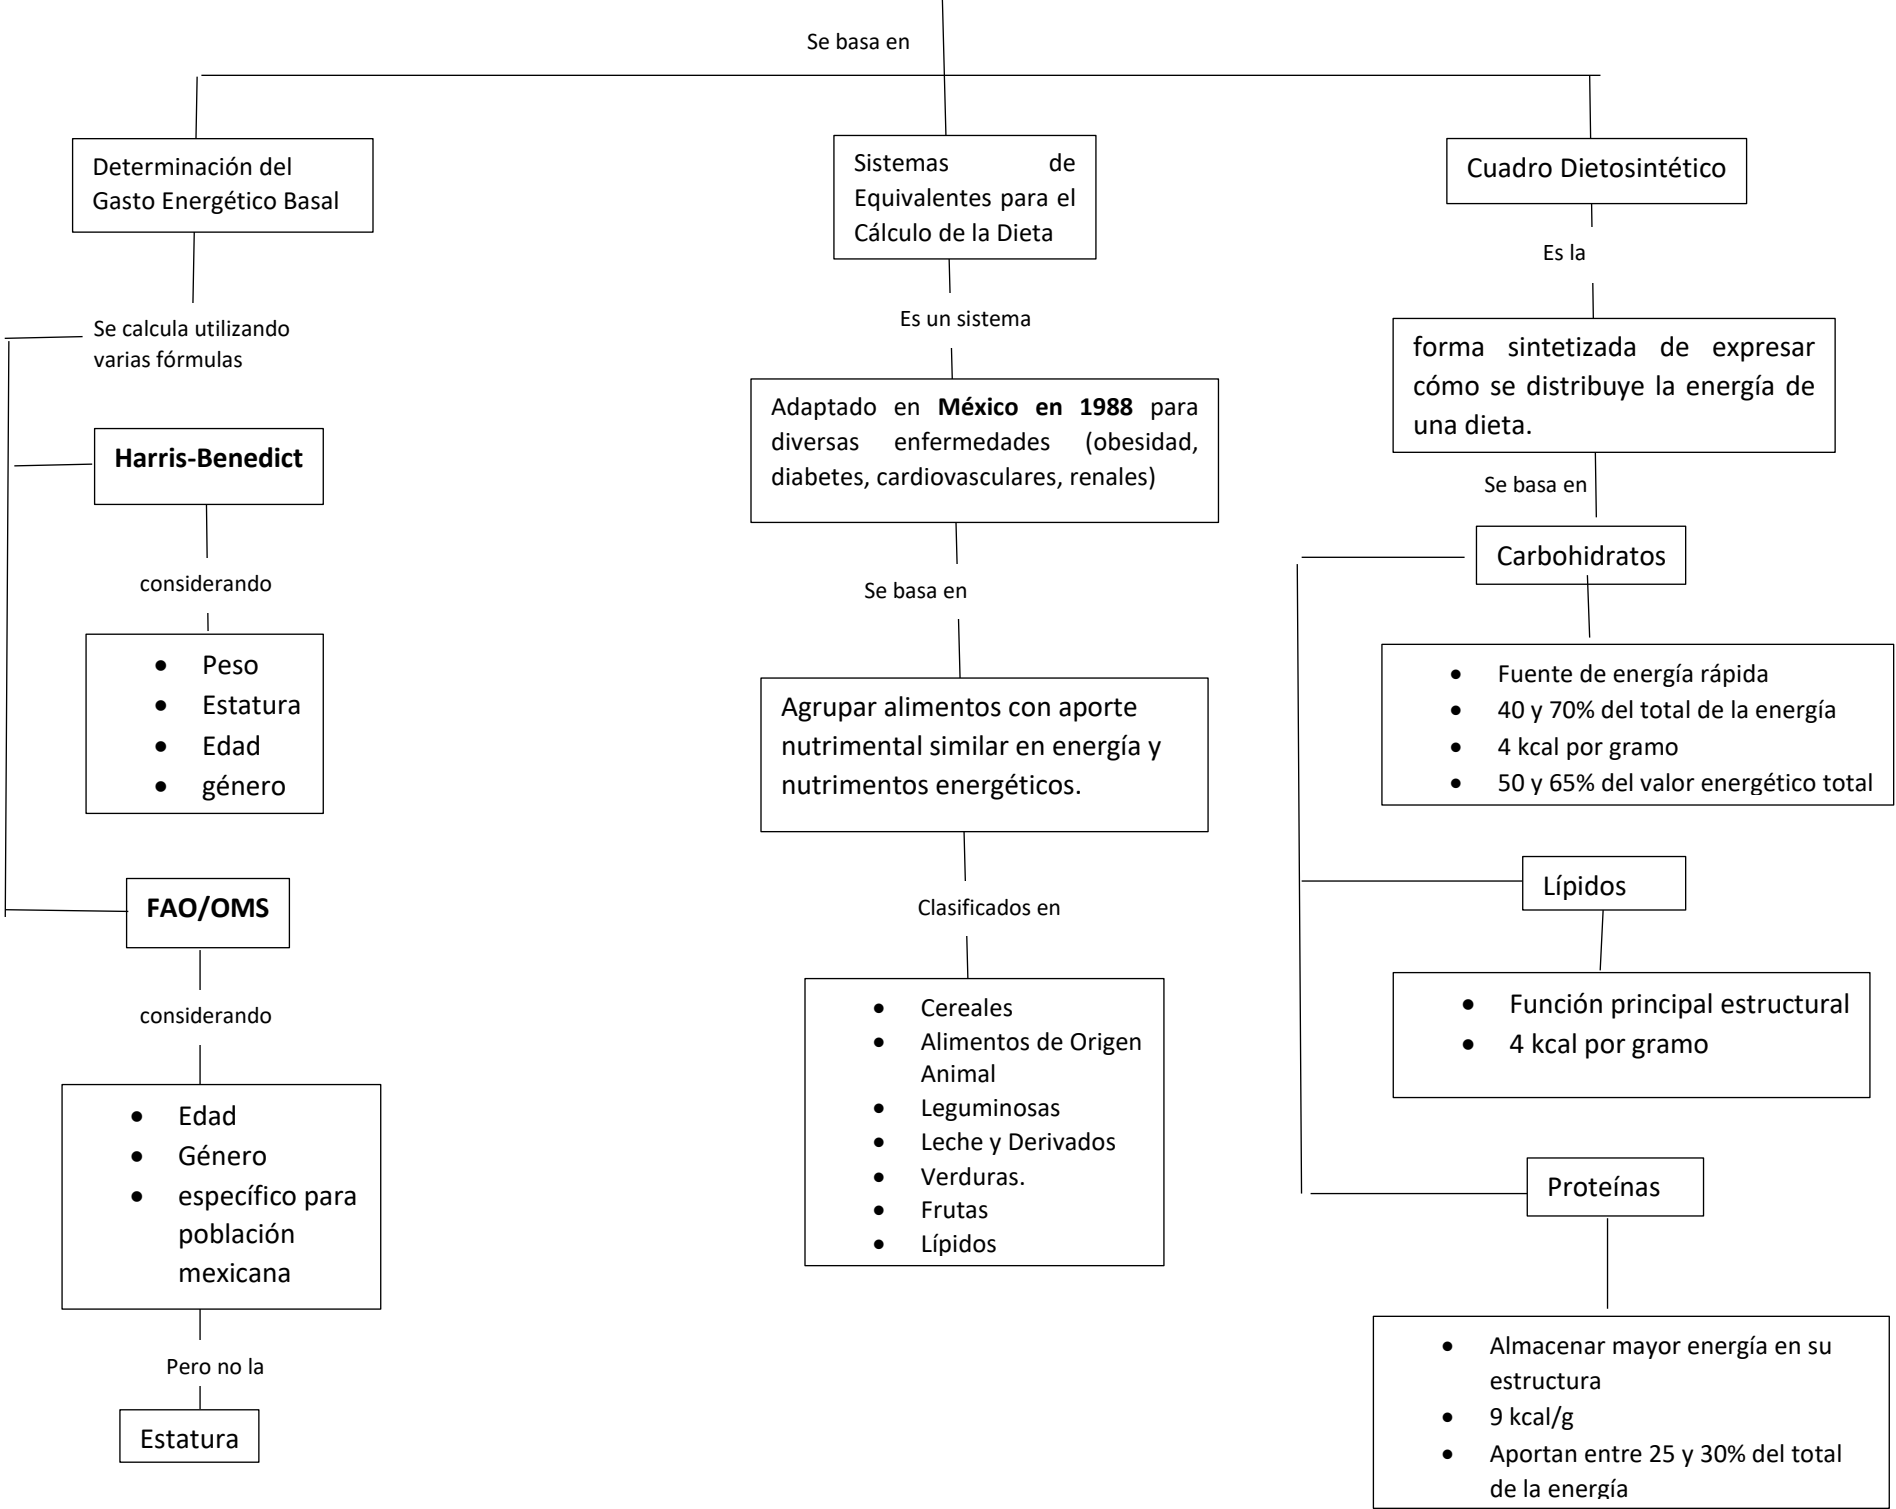 Se basa en
Determinación del
Gasto Energético Basal
Se calcula utilizando
varias fórmulas
Harris-Benedict
considerando
• Peso
• Estatura
• Edad
• género
FAO/OMS
considerando
• Edad
• Género
• específico para
población
mexicana
Pero no la
Estatura
Sistemas de
Equivalentes para el
Cálculo de la Dieta
Es un sistema
Adaptado en México en 1988 para
diversas enfermedades (obesidad,
diabetes, cardiovasculares, renales)
Se basa en
Agrupar alimentos con aporte
nutrimental similar en energía y
nutrimentos energéticos.
Clasificados en
• Cereales
• Alimentos de Origen
Animal
• Leguminosas
• Leche y Derivados
• Verduras.
• Frutas
• Lípidos
Cuadro Dietosintético
Es la
forma sintetizada de expresar
cómo se distribuye la energía de
una dieta.
Se basa en
Carbohidratos
• Fuente de energía rápida
• 40 y 70% del total de la energía
• 4 kcal por gramo
• 50 y 65% del valor energético total
Lípidos
• Función principal estructural
• 4 kcal por gramo
Proteínas
• Almacenar mayor energía en su
estructura
• 9 kcal/g
• Aportan entre 25 y 30% del total
de la energía